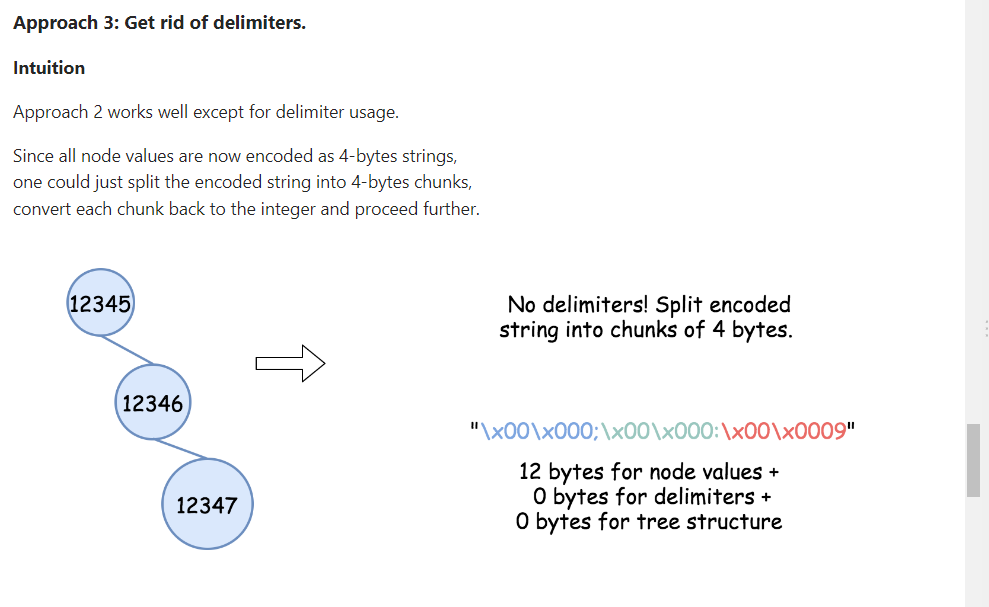 Approach 3: Get rid of delimiters.
Intuition
Approach 2 works well except for delimiter usage.
Since all node values are now encoded as 4-bytes strings,
one could just split the encoded string into 4-bytes chunks,
convert each chunk back to the integer and proceed further.
12345
12346
12347
No delimiters! Split encoded
string into chunks of 4 bytes.
"\x00\x000;\x00\x000:\x00\x0009"
12 bytes for node values +
0 bytes for delimiters +
0 bytes for tree structure